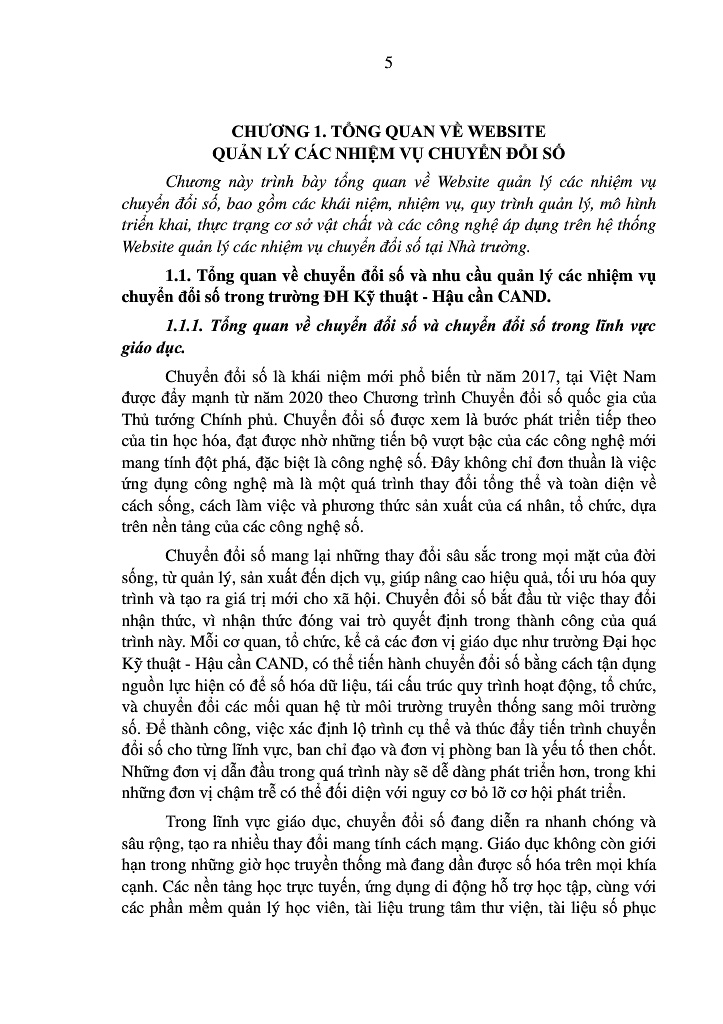 5
CHƯƠNG 1. TỔNG QUAN VỀ WEBSITE
QUẢN LÝ CÁC NHIỆM VỤ CHUYỂN ĐỔI SỐ
Chương này trình bày tổng quan về Website quản lý các nhiệm vụ
chuyển đổi số, bao gồm các khái niệm, nhiệm vụ, quy trình quản lý, mô hình
triển khai, thực trạng cơ sở vật chất và các công nghệ áp dụng trên hệ thống
Website quản lý các nhiệm vụ chuyển đổi số tại Nhà trường.
1.1. Tổng quan về chuyển đổi số và nhu cầu quản lý các nhiệm vụ
chuyển đổi số trong trường ĐH Kỹ thuật - Hậu cần CAND.
1.1.1. Tổng quan về chuyển đổi số và chuyển đổi số trong lĩnh vực
giáo dục.
Chuyển đổi số là khái niệm mới phổ biến từ năm 2017, tại Việt Nam
được đẩy mạnh từ năm 2020 theo Chương trình Chuyển đổi số quốc gia của
Thủ tướng Chính phủ. Chuyển đổi số được xem là bước phát triển tiếp theo
của tin học hóa, đạt được nhờ những tiến bộ vượt bậc của các công nghệ mới
mang tính đột phá, đặc biệt là công nghệ số. Đây không chỉ đơn thuần là việc
ứng dụng công nghệ mà là một quá trình thay đổi tổng thể và toàn diện về
cách sống, cách làm việc và phương thức sản xuất của cá nhân, tổ chức, dựa
trên nền tảng của các công nghệ số.
Chuyển đổi số mang lại những thay đổi sâu sắc trong mọi mặt của đời
sống, từ quản lý, sản xuất đến dịch vụ, giúp nâng cao hiệu quả, tối ưu hóa quy
trình và tạo ra giá trị mới cho xã hội. Chuyển đổi số bắt đầu từ việc thay đổi
nhận thức, vì nhận thức đóng vai trò quyết định trong thành công của quá
trình này. Mỗi cơ quan, tổ chức, kể cả các đơn vị giáo dục như trường Đại học
Kỹ thuật - Hậu cần CAND, có thể tiến hành chuyển đổi số bằng cách tận dụng
nguồn lực hiện có để số hóa dữ liệu, tái cấu trúc quy trình hoạt động, tổ chức,
và chuyển đổi các mối quan hệ từ môi trường truyền thống sang môi trường
số. Để thành công, việc xác định lộ trình cụ thể và thúc đẩy tiến trình chuyển
đổi số cho từng lĩnh vực, ban chỉ đạo và đơn vị phòng ban là yếu tố then chốt.
Những đơn vị dẫn đầu trong quá trình này sẽ dễ dàng phát triển hơn, trong khi
những đơn vị chậm trễ có thể đối diện với nguy cơ bỏ lỡ cơ hội phát triển.
Trong lĩnh vực giáo dục, chuyển đổi số đang diễn ra nhanh chóng và
sâu rộng, tạo ra nhiều thay đổi mang tính cách mạng. Giáo dục không còn giới
hạn trong những giờ học truyền thống mà đang dần được số hóa trên mọi khía
cạnh. Các nền tảng học trực tuyến, ứng dụng di động hỗ trợ học tập, cùng với
các phần mềm quản lý học viên, tài liệu trung tâm thư viện, tài liệu số phục